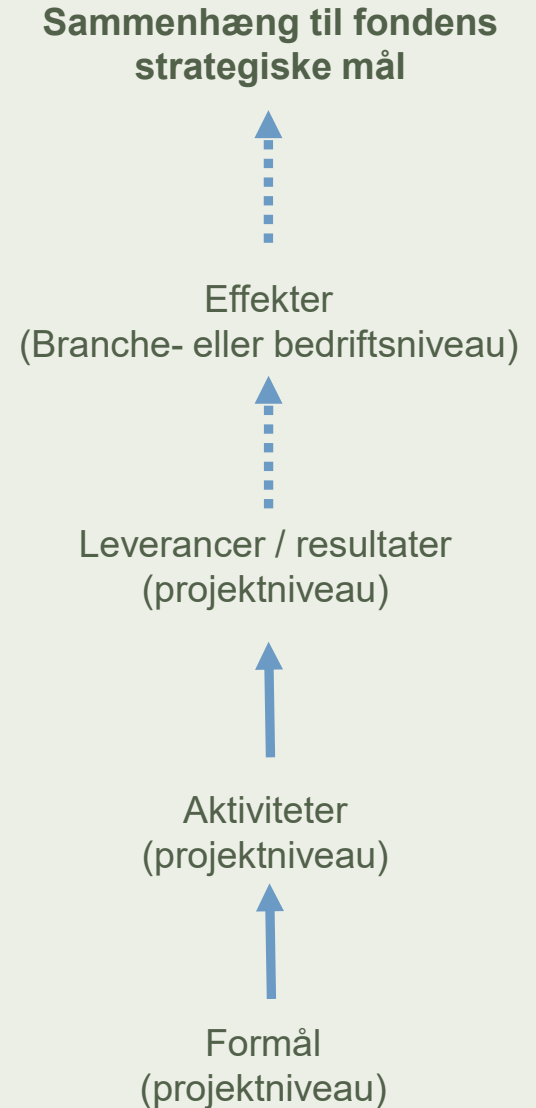 Sammenhæng til fondens
strategiske mål
Effekter
(Branche- eller bedriftsniveau)
Leverancer / resultater
(projektniveau)
Aktiviteter
(projektniveau)
Formål
(projektniveau)